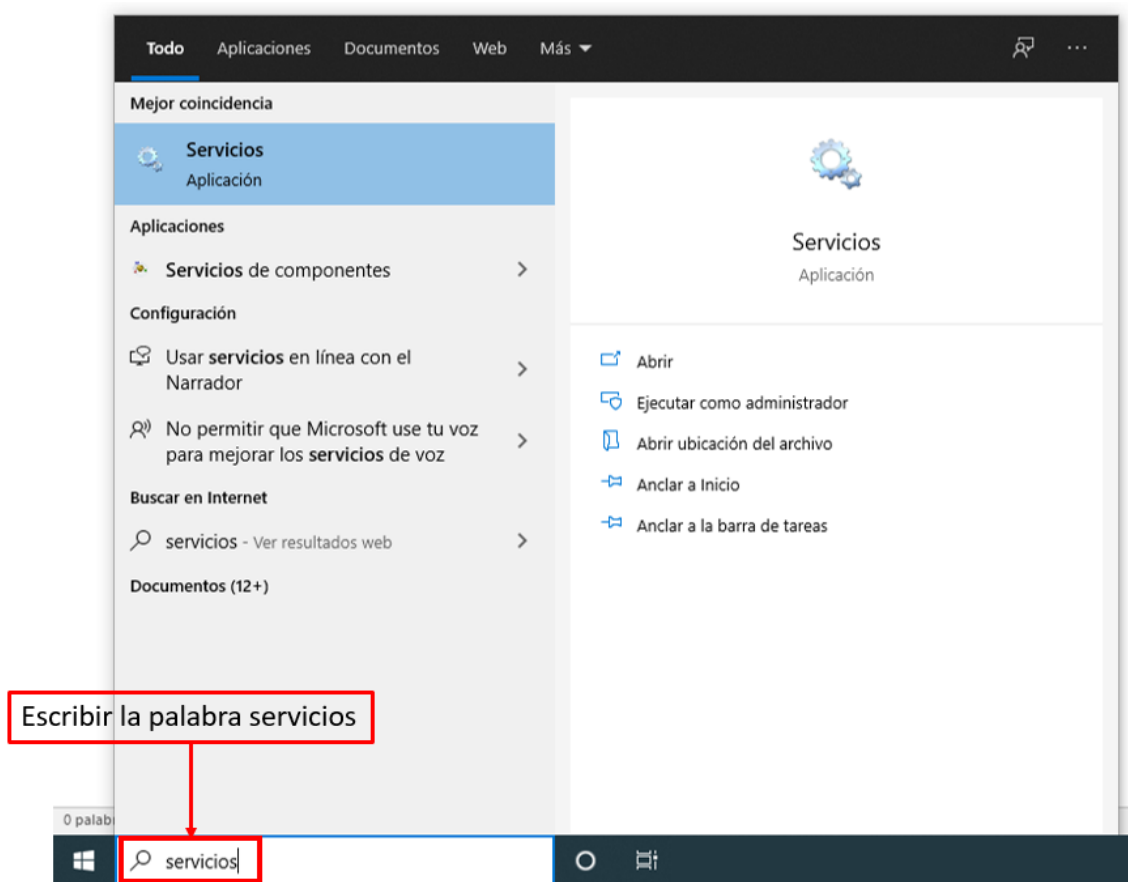 Todo Aplicaciones Documentos Web Más
Mejor coincidencia
Servicios
Aplicación
Aplicaciones
Servicios de componentes
Configuración
Usar servicios en línea con el
Narrador
No permitir que Microsoft use tu voz
para mejorar los servicios de voz
Buscar en Internet
servicios - Ver resultados web
Documentos (12+)
Servicios
Aplicación
Abrir
Ejecutar como administrador
Abrir ubicación del archivo
Anclar a Inicio
Anclar a la barra de tareas
Escribir la palabra servicios
0 palab
servicios